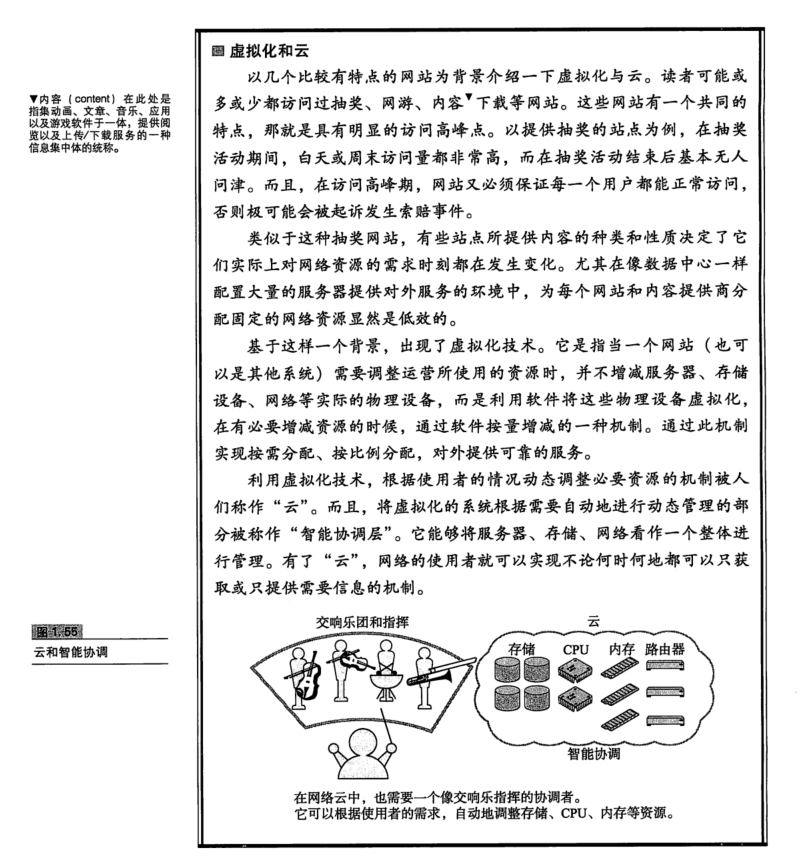 ▼内容（content）在此处是
指集动画、文章、音乐、应用
以及游戏软件于一体，提供阅
览以及上传/下载服务的一种
信息集中体的统称。
虚拟化和云
以几个比较有特点的网站为背景介绍一下虚拟化与云。读者可能或
多或少都访问过抽奖、网游、内容▼下载等网站。这些网站有一个共同的
特点，那就是具有明显的访问高峰点。以提供抽奖的站点为例，在抽奖
活动期间，白天或周末访问量都非常高，而在抽奖活动结束后基本无人
问津。而且，在访问高峰期，网站又必须保证每一个用户都能正常访问，
否则极可能会被起诉发生索赔事件。
类似于这种抽奖网站，有些站点所提供内容的种类和性质决定了它
们实际上对网络资源的需求时刻都在发生变化。尤其在像数据中心一样
配置大量的服务器提供对外服务的环境中，为每个网站和内容提供商分
配固定的网络资源显然是低效的。
基于这样一个背景，出现了虚拟化技术。它是指当一个网站（也可
以是其他系统）需要调整运营所使用的资源时，并不增减服务器、存储
设备、网络等实际的物理设备，而是利用软件将这些物理设备虚拟化，
在有必要增减资源的时候，通过软件按量增减的一种机制。通过此机制
实现按需分配、按比例分配，对外提供可靠的服务。
利用虚拟化技术，根据使用者的情况动态调整必要资源的机制被人
们称作“云”。而且，将虚拟化的系统根据需要自动地进行动态管理的部
分被称作“智能协调层”。它能够将服务器、存储、网络看作一个整体进
行管理。有了“云”，网络的使用者就可以实现不论何时何地都可以只获
取或只提供需要信息的机制。
图1.55
云和智能协调
交响乐团和指挥
云
存储 CPU 内存 路由器
智能协调
在网络云中，也需要一个像交响乐指挥的协调者。
它可以根据使用者的需求，自动地调整存储、CPU、内存等资源。